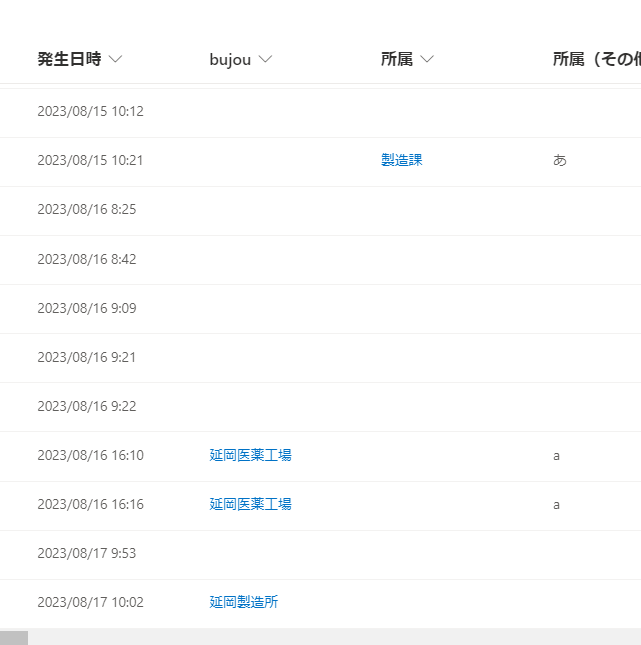 発生日時 bujou 所属 所属（その他
2023/08/15 10:12
2023/08/15 10:21 製造課 あ
2023/08/16 8:25
2023/08/16 8:42
2023/08/16 9:09
2023/08/16 9:21
2023/08/16 9:22
2023/08/16 16:10 延岡医薬工場 a
2023/08/16 16:16 延岡医薬工場 a
2023/08/17 9:53
2023/08/17 10:02 延岡製造所